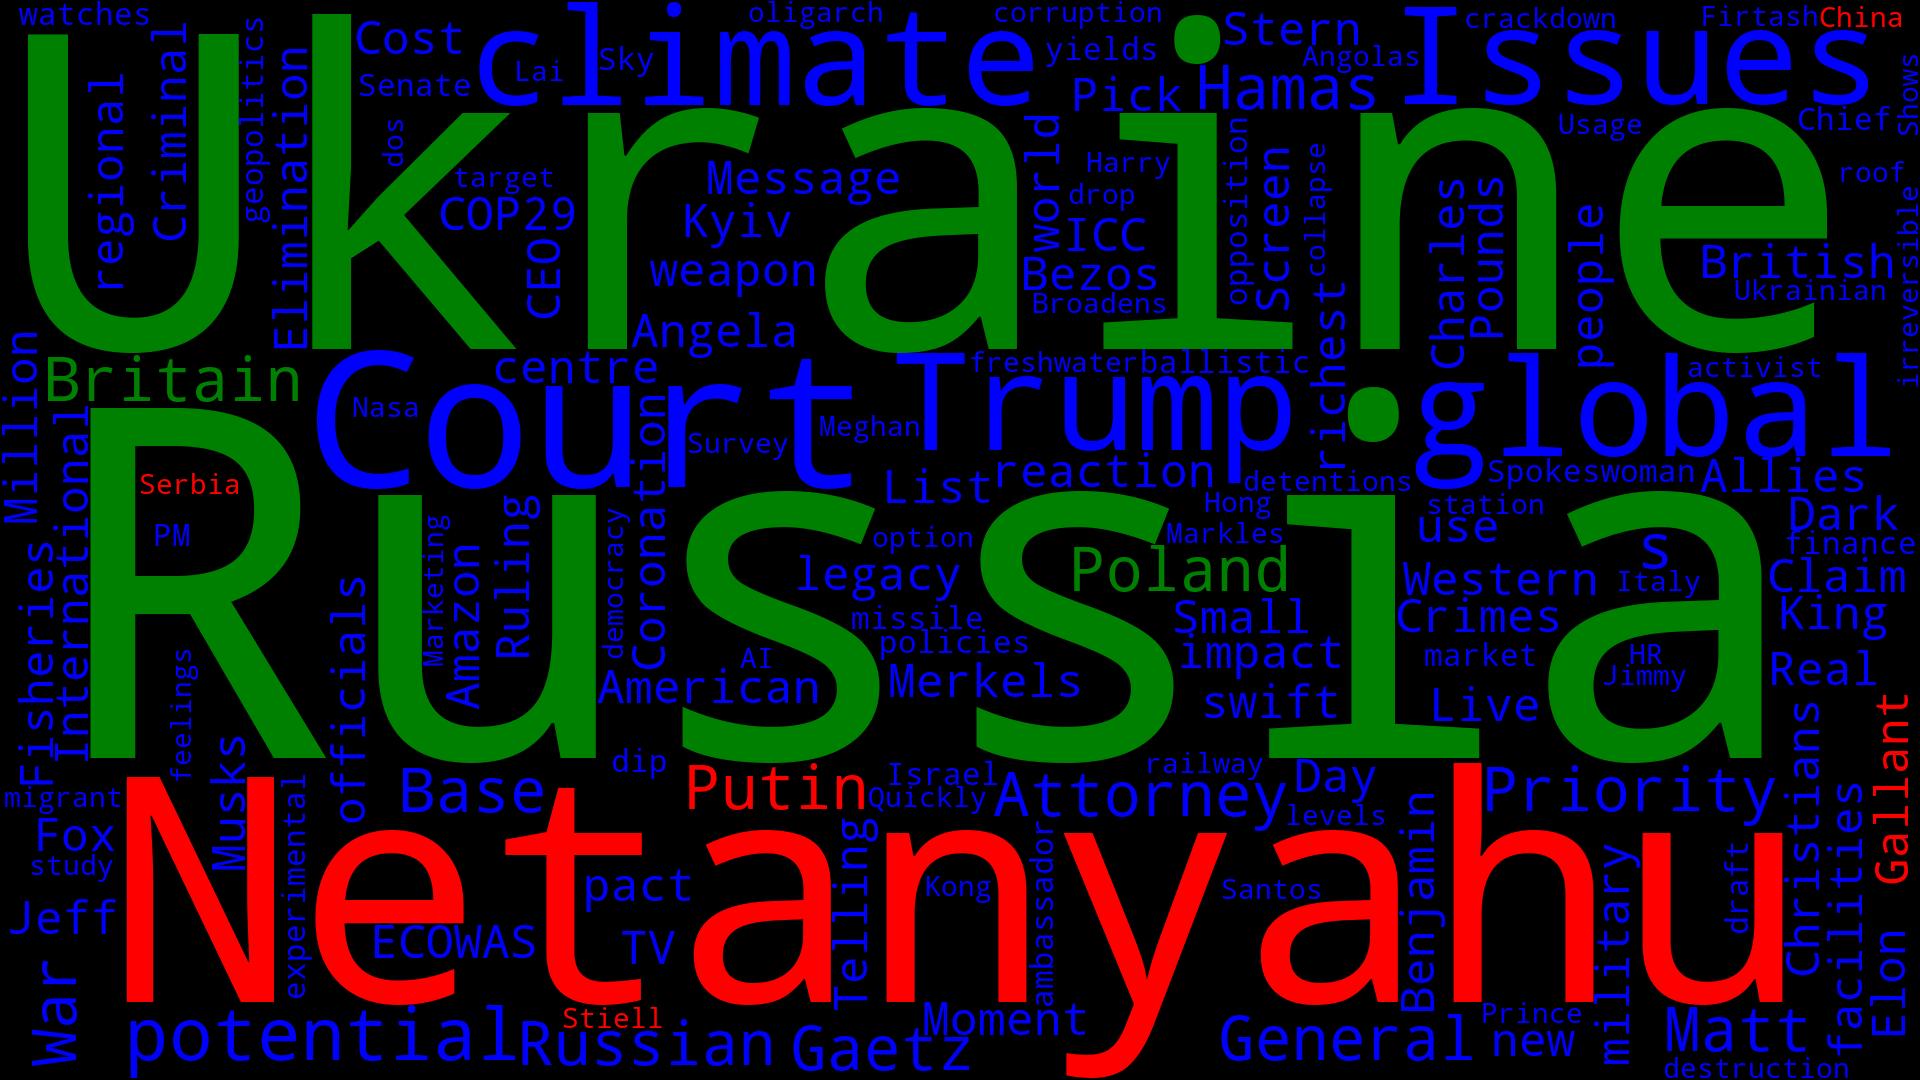 watches
Cost
climate
oligarch
corruption
Stern
Issues
crackdown
Firtash
China
Senate
Lai
Sky
yields
Angolas
Pick
Hamas
Usage
Chief
Shows
regional
Criminal
geopolitics
Elimination
Ukraine
dos
target
COP29
CEO
Message
Kyiv
weapon
Angela
world
Harry
drop
ICC
Bezos
Broadens
opposition
Screen
collapse
richest
Charles
Pounds
people
roof
British
Ukrainian
irreversible
Britain
centre
Court
Trump
freshwater
ballistic
global
activist
Nasa
Survey
Meghan
Million
International
Fisheries
Serbia
PM
Russia
List
reaction
detentions
Spokeswoman
Allies
Hong
Markles
station
use
Dark
finance
option
Poland
s
legacy
Western
Italy
Claim
Coronation
democracy
Ruling
Marketing
Amazon
officials
missile
policies
Small
Crimes
King
AI
impact
market
HR
Jimmy
Real
American
Merkels
swift
Live
feelings
Musks
dip
Base
Putin
Israel
Quickly
railway
Attorney
Day
levels
Priority
Christians
Gallant
migrant
Fox
study
Jeff
experimental
Netanyahu
pact
ECOWAS
TV
Telling
Kong
ambassador
Santos
Benjamin
military
draft
facilities
Elon
War
potential
Stiell
Russian
Gaetz
Moment
General
Prince
new
Matt
destruction